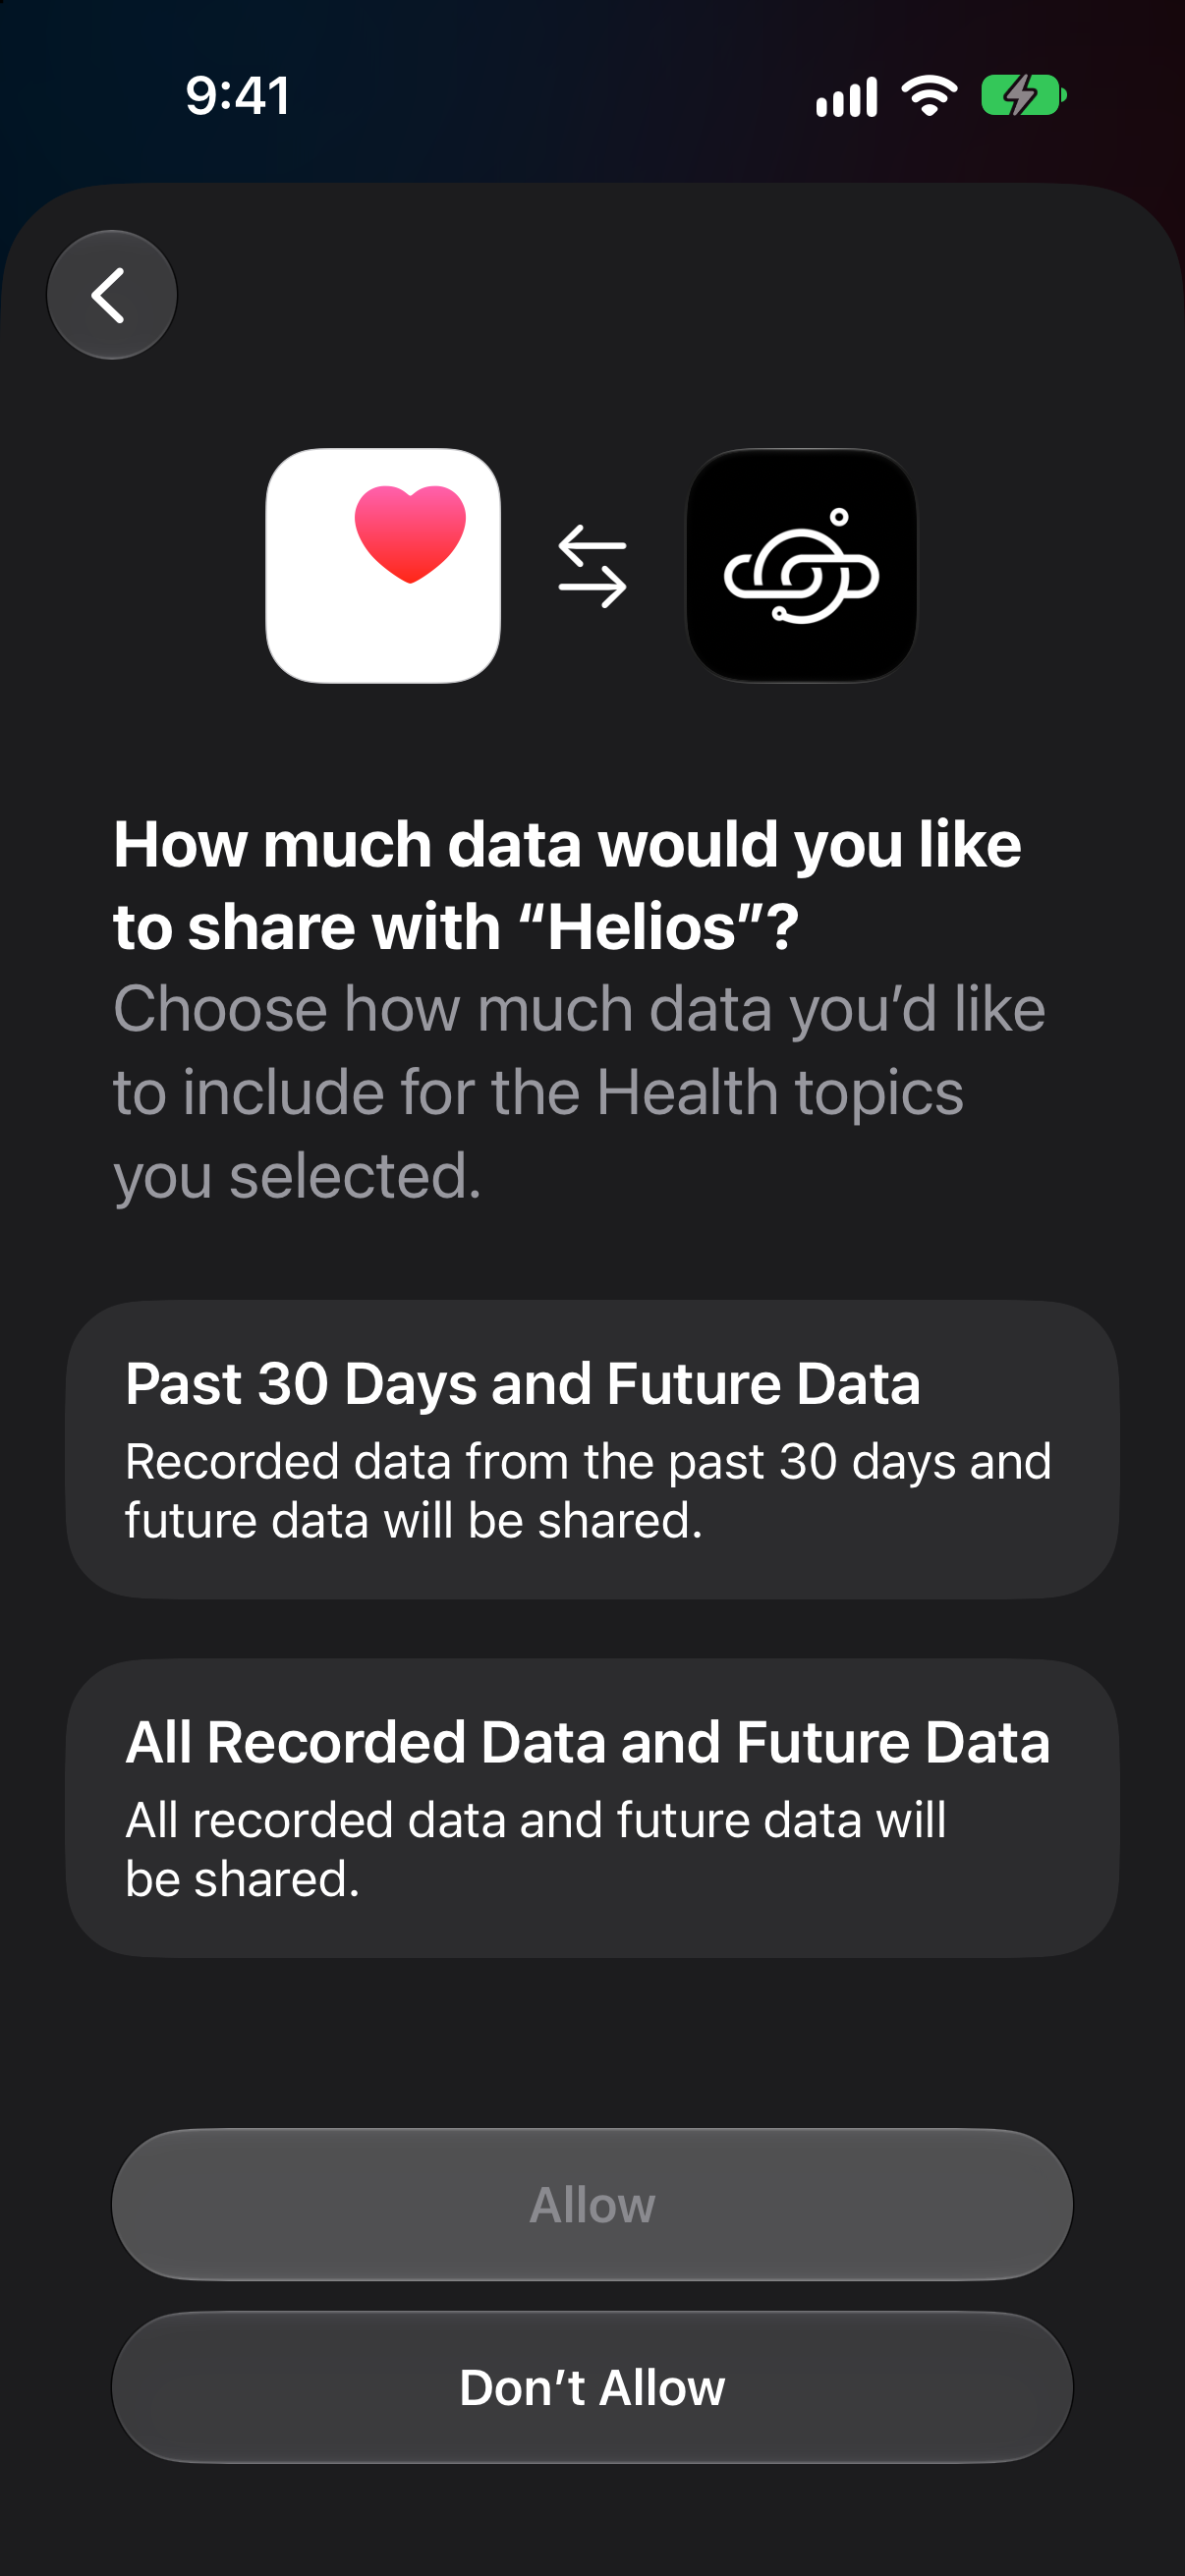 9:41
How much data would you like
to share with “Helios”?
Choose how much data you’d like
to include for the Health topics
you selected.
Past 30 Days and Future Data
Recorded data from the past 30 days and
future data will be shared.
All Recorded Data and Future Data
All recorded data and future data will
be shared.
Allow
Don’t Allow